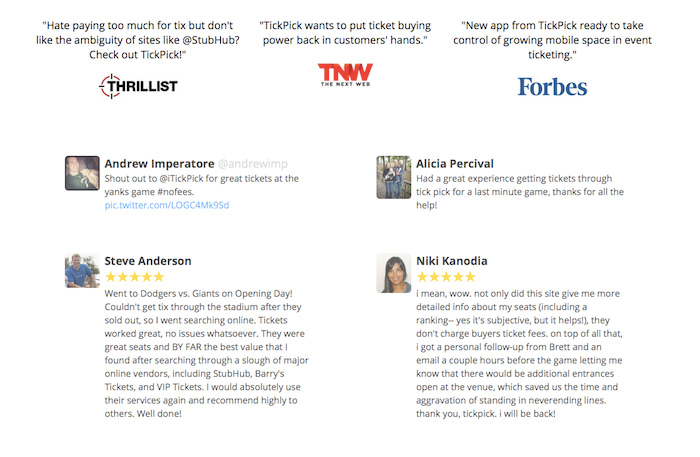 "Hate paying too much for tix but don't
like the ambiguity of sites like @StubHub?
Check out TickPick!"
THRILLIST
"TickPick wants to put ticket buying
power back in customers' hands."
TNW
THE NEXT WEB
"New app from TickPick ready to take
control of growing mobile space in event
ticketing."
Forbes
Andrew Imperatore @andrewimp
Shout out to @iTickPick for great tickets at the
yanks game #nofees.
pic.twitter.com/LOGC4Mk9Sd
Alicia Percival
Had a great experience getting tickets through
tick pick for a last minute game, thanks for all the
help!
Steve Anderson
Went to Dodgers vs. Giants on Opening Day!
Couldn't get tix through the stadium after they
sold out, so I went searching online. Tickets
worked great, no issues whatsoever. They were
great seats and BY FAR the best value that I
found after searching through a slough of major
online vendors, including StubHub, Barry's
Tickets, and VIP Tickets. I would absolutely use
their services again and recommend highly to
others. Well done!
Niki Kanodia
i mean, wow. not only did this site give me more
detailed info about my seats (including a
ranking-- yes it's subjective, but it helps!), they
don't charge buyers ticket fees. on top of all that,
i got a personal follow-up from Brett and an
email a couple hours before the game letting me
know that there would be additional entrances
open at the venue, which saved us the time and
aggravation of standing in neverending lines.
thank you, tickpick. i will be back!